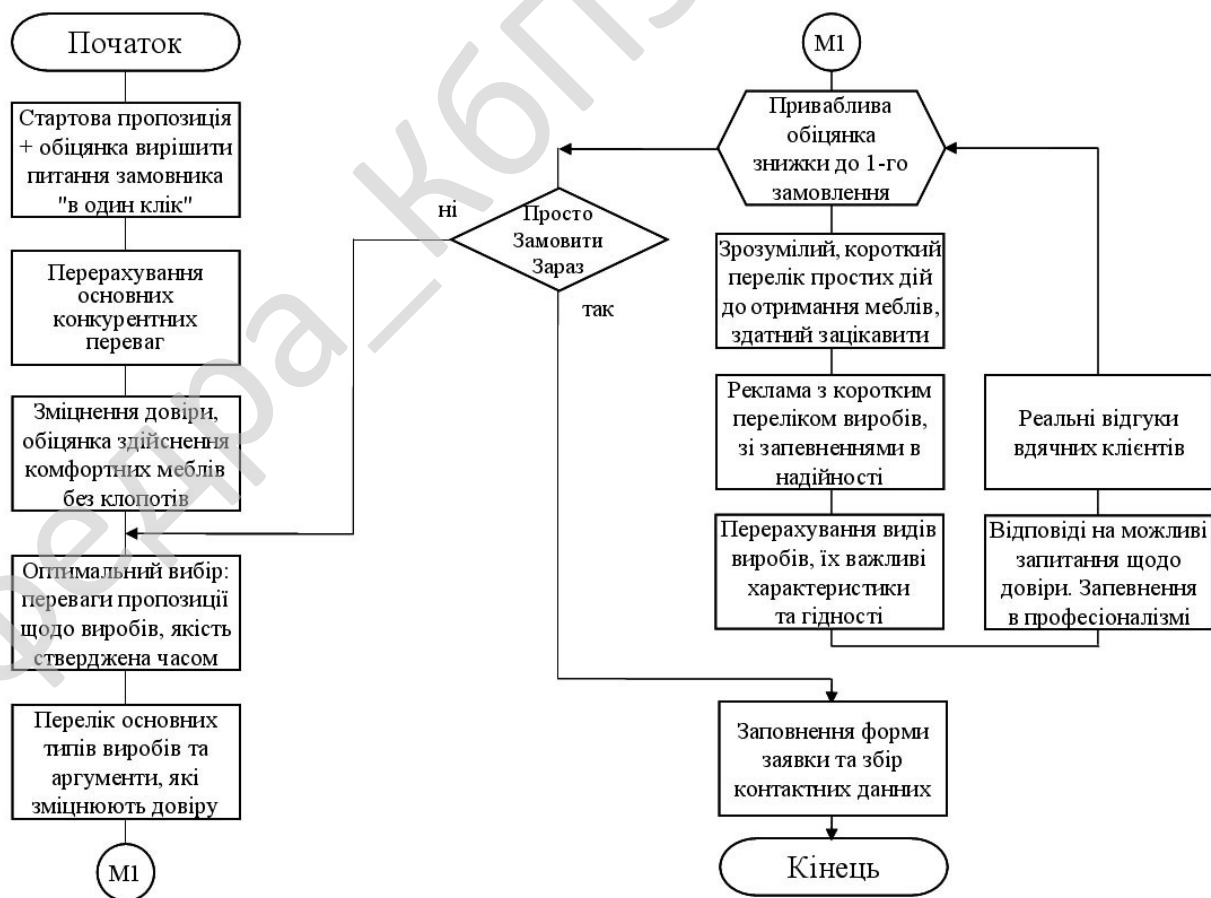 Початок
Стартова пропозиція
+ обіцянка вирішити
питання замовника
"в один клік"
Перерахування
основних
конкурентних
переваг
Зміцнення довіри,
обіцянка здійснення
комфортних меблів
без клопотів
Оптимальний вибір:
переваги пропозиції
щодо виробів, якість
стверджена часом
Перелік основних
типів виробів та
аргументи, які
зміцнюють довіру
М1
ні
Просто
Замовити
Зараз
так
М1
Приваблива
обіцянка
знижки до 1-го
замовлення
Зрозумілий, короткий
перелік простих дій
до отримання меблів,
здатний зацікавити
Реклама з коротким
переліком виробів,
зі запевненнями в
надійності
Перерахування видів
виробів, їх важливі
характеристики
та гідності
Реальні відгуки
вдячних клієнтів
Відповіді на можливі
запитання щодо
довіри. Запевнення
в професіоналізмі
Заповнення форми
заявки та збір
контактних данних
Кінець